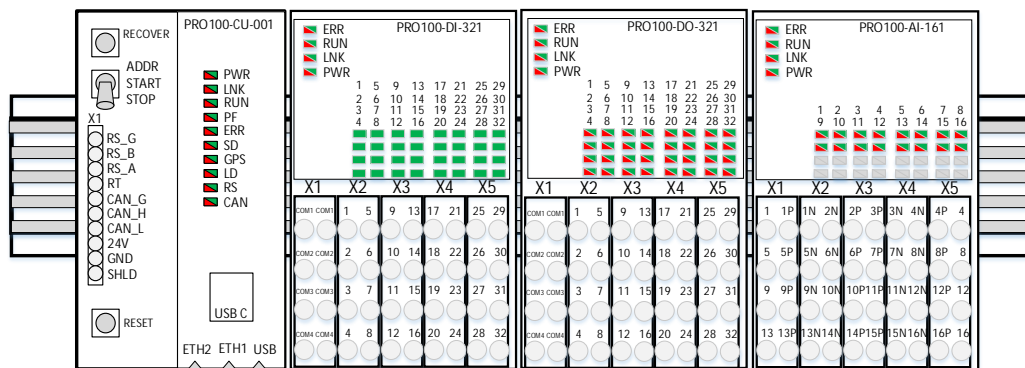 RECOVER
ADDR
START
STOP
X1
RS_G
RS_B
RS_A
RT
CAN_G
CAN_H
CAN_L
24V
GND
SHLD
RESET
PRO100-CU-001
PWR
LNK
RUN
PF
ERR
SD
GPS
LD
RS
CAN
USB C
ETH2 ETH1 USB
PRO100-DI-321
ERR
RUN
LNK
PWR
1 5 9 13 17 21 25 29
2 6 10 14 18 22 26 30
3 7 11 15 19 23 27 31
4 8 12 16 20 24 28 32
X1 X2 X3 X4 X5
COM1 COM1 1 5 9 13 17 21 25 29
COM2 COM2 2 6 10 14 18 22 26 30
COM3 COM3 3 7 11 15 19 23 27 31
COM4 COM4 4 8 12 16 20 24 28 32
PRO100-DO-321
ERR
RUN
LNK
PWR
1 5 9 13 17 21 25 29
2 6 10 14 18 22 26 30
3 7 11 15 19 23 27 31
4 8 12 16 20 24 28 32
X1 X2 X3 X4 X5
COM1 COM1 1 5 9 13 17 21 25 29
COM2 COM2 2 6 10 14 18 22 26 30
COM3 COM3 3 7 11 15 19 23 27 31
COM4 COM4 4 8 12 16 20 24 28 32
PRO100-AI-161
ERR
RUN
LNK
PWR
1 2 3 4 5 6 7 8
9 10 11 12 13 14 15 16
X1 X2 X3 X4 X5
1 1P 1N 2N 2P 3P 3N 4N 4P 4
5 5P 5N 6N 6P 7P 7N 8N 8P 8
9 9P 9N 10N 10P 11P 11N 12N 12P 12
13 13P 13N 14N 14P 15P 15N 16N 16P 16